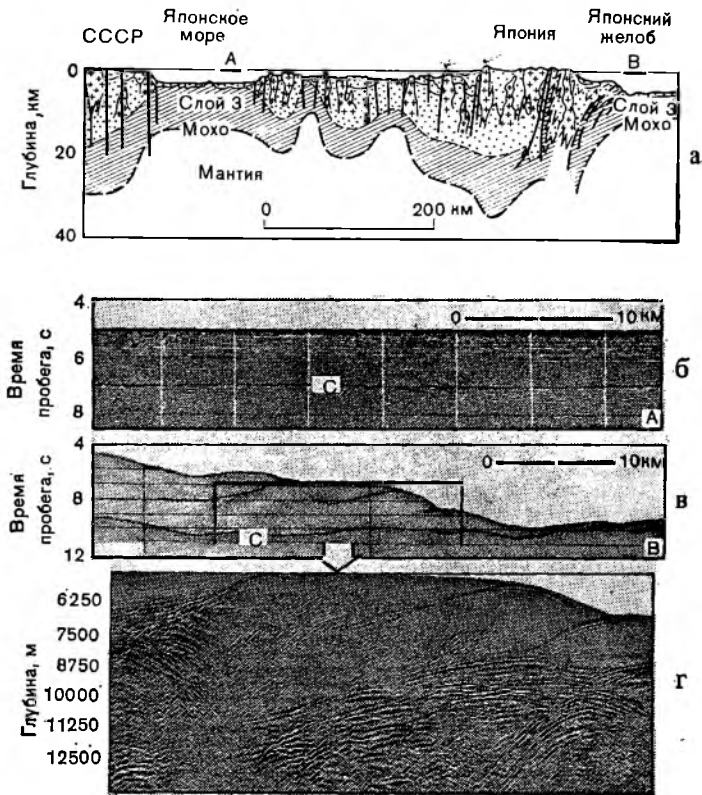 СССР
Японское море
А
Япония
Японский желоб
В
Глубина, км
0
20
40
Слой 3
Мохо
Мантия
Слой 3
Мохо
0 200 км
а
Время пробега, с
4
6
8
0 10 км
С
А
б
Время пробега, с
4
8
12
0 10 км
С
В
в
Глубина, м
6250
7500
8750
10000
11250
12500
г